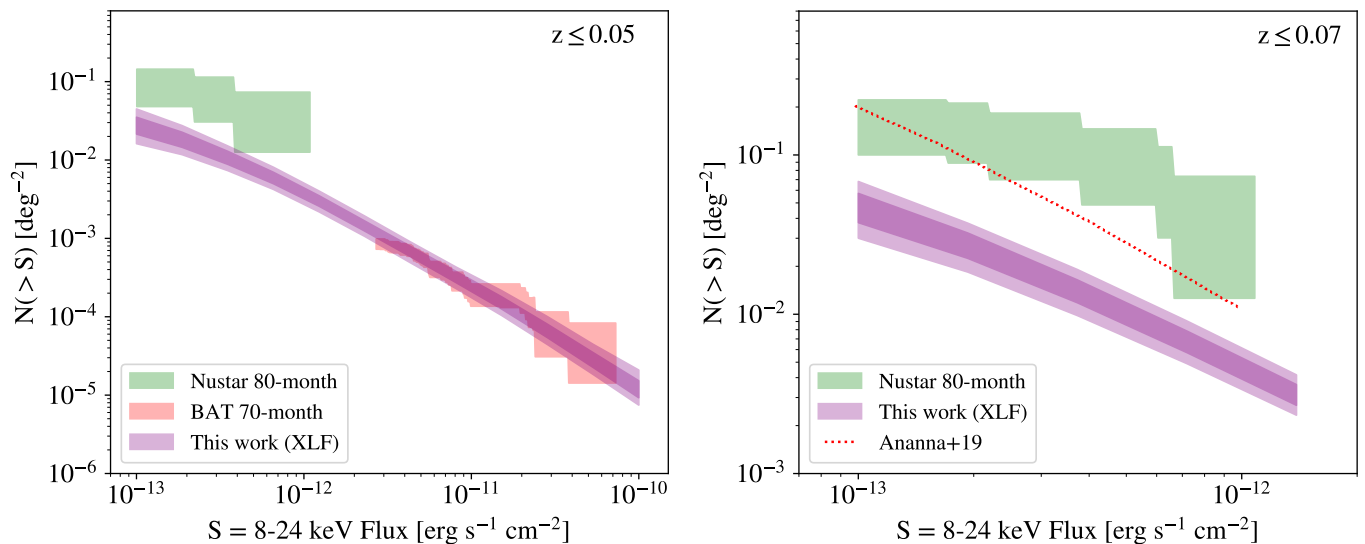 z ≤ 0.05
N( > S) [deg⁻²]
10⁻¹
10⁻²
10⁻³
10⁻⁴
10⁻⁵
10⁻⁶
Nustar 80-month
BAT 70-month
This work (XLF)
10⁻¹³ 10⁻¹² 10⁻¹¹ 10⁻¹⁰
S = 8-24 keV Flux [erg s⁻¹ cm⁻²]
z ≤ 0.07
N( > S) [deg⁻²]
10⁻¹
10⁻²
10⁻³
Nustar 80-month
This work (XLF)
Ananna+19
10⁻¹³ 10⁻¹²
S = 8-24 keV Flux [erg s⁻¹ cm⁻²]